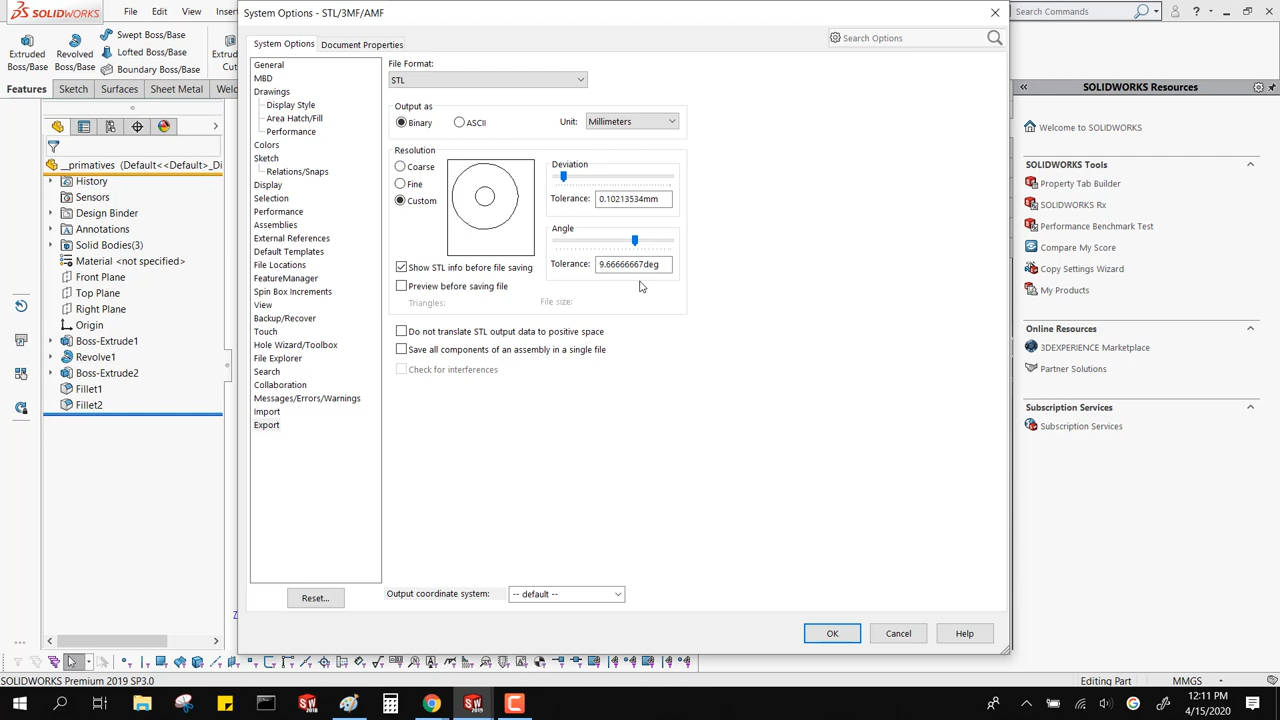 SOLIDWORKS
File
Edit
View
Search Commands
System Options - STL/3MF/AMF
Extruded Boss/Base
Revolved Boss/Base
Swept Boss/Base
Lofted Boss/Base
Boundary Boss/Base
Features
Sketch
Surfaces
Sheet Metal
__primatives (Default<<Default>_Di
History
Sensors
Design Binder
Annotations
Solid Bodies(3)
Material <not specified>
Front Plane
Top Plane
Right Plane
Origin
Boss-Extrude1
Revolve1
Boss-Extrude2
Fillet1
Fillet2
System Options
Document Properties
Search Options
General
MBD
Drawings
Display Style
Area Hatch/Fill
Performance
Colors
Sketch
Relations/Snaps
Display
Selection
Performance
Assemblies
External References
Default Templates
File Locations
FeatureManager
Spin Box Increments
View
Backup/Recover
Touch
Hole Wizard/Toolbox
File Explorer
Search
Collaboration
Messages/Errors/Warnings
Import
Export
Reset...
File Format:
STL
Output as
Binary
ASCII
Unit:
Millimeters
Resolution
Coarse
Fine
Custom
Deviation
Tolerance:
0.10213534mm
Angle
Tolerance:
9.66666667deg
Show STL info before file saving
Preview before saving file
Triangles:
File size:
Do not translate STL output data to positive space
Save all components of an assembly in a single file
Check for interferences
Output coordinate system:
-- default --
OK
Cancel
Help
SOLIDWORKS Resources
Welcome to SOLIDWORKS
SOLIDWORKS Tools
Property Tab Builder
SOLIDWORKS Rx
Performance Benchmark Test
Compare My Score
Copy Settings Wizard
My Products
Online Resources
3DEXPERIENCE Marketplace
Partner Solutions
Subscription Services
Subscription Services
SOLIDWORKS Premium 2019 SP3.0
Editing Part
MMGS
12:11 PM
4/15/2020